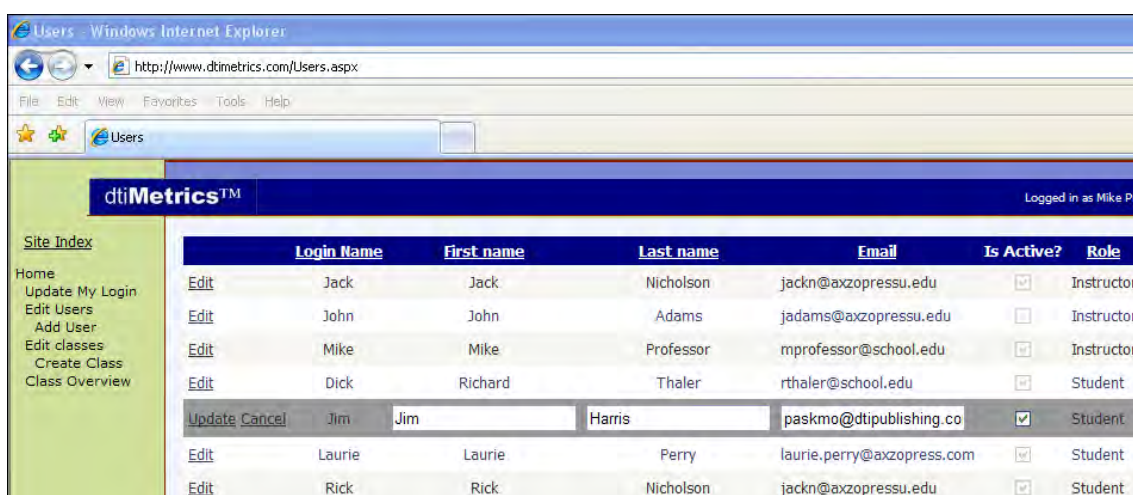 Users - Windows Internet Explorer
http://www.dtimetrics.com/Users.aspx
File Edit View Favorites Tools Help
Users
dtiMetrics™
Logged in as Mike P
Site Index
Home
Update My Login
Edit Users
Add User
Edit classes
Create Class
Class Overview
Login Name First name Last name Email Is Active? Role
Edit Jack Jack Nicholson jackn@axzopressu.edu Instructor
Edit John John Adams jadams@axzopressu.edu Instructor
Edit Mike Mike Professor mprofessor@school.edu Instructor
Edit Dick Richard Thaler rthaler@school.edu Student
Update Cancel Jim Jim Harris paskmo@dtipublishing.co Student
Edit Laurie Laurie Perry laurie.perry@axzopress.com Student
Edit Rick Rick Nicholson jackn@axzopressu.edu Student